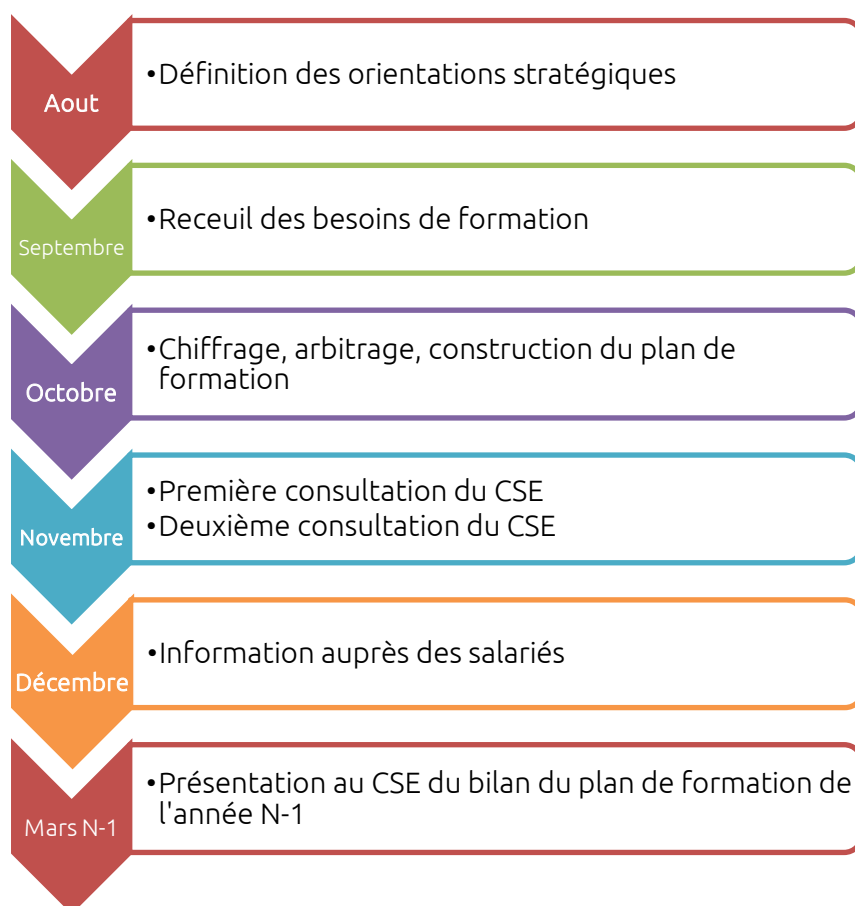 Aout
•Définition des orientations stratégiques
Septembre
•Receuil des besoins de formation
Octobre
•Chiffrage, arbitrage, construction du plan de
formation
Novembre
•Première consultation du CSE
•Deuxième consultation du CSE
Décembre
•Information auprès des salariés
Mars N-1
•Présentation au CSE du bilan du plan de formation de
l'année N-1